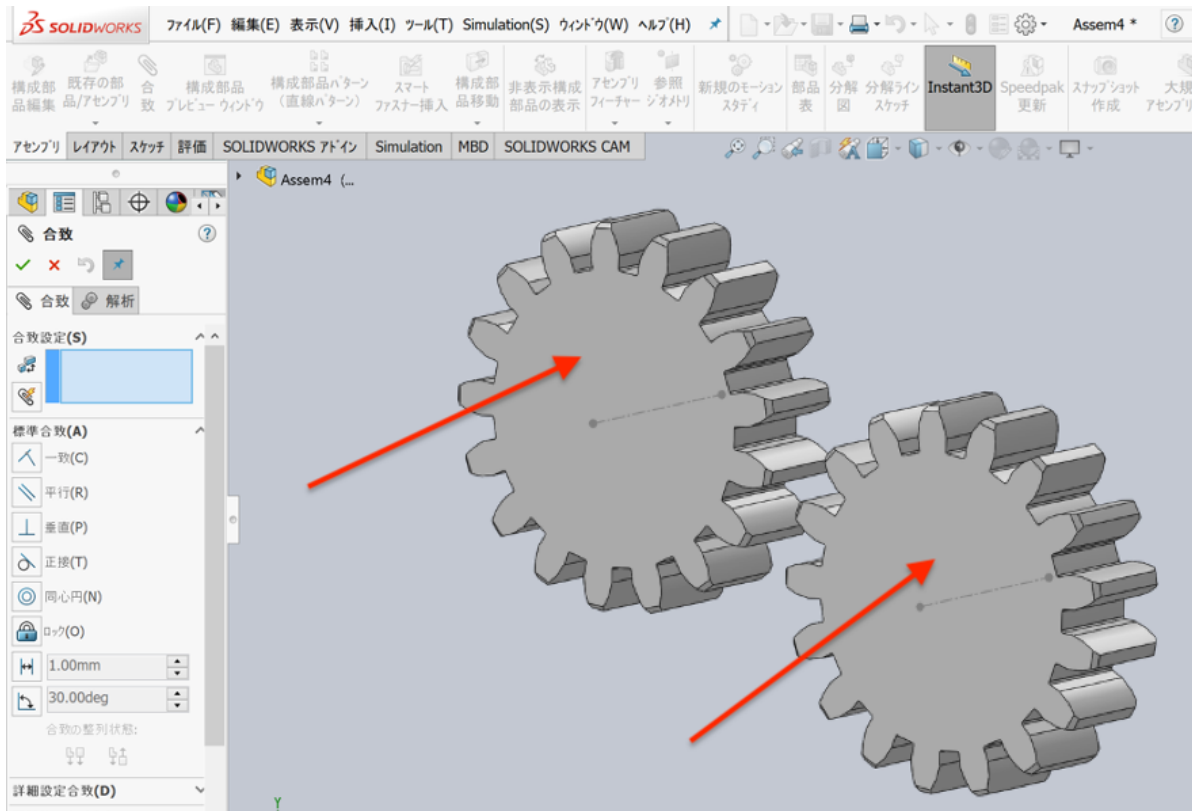 SOLIDWORKS ファイル(F) 編集(E) 表示(V) 挿入(I) ツール(T) Simulation(S) ウィンドウ(W) ヘルプ(H) Assem4 *
構成部品編集
既存の部品/アセンブリ
合致
構成部品プレビュー ウィンドウ
構成部品パターン(直線パターン)
スマートファスナー挿入
構成部品移動
非表示構成部品の表示
アセンブリフィーチャー
参照ジオメトリ
新規のモーションスタディ
部品表
分解図
分解ラインスケッチ
Instant3D
Speedpak更新
スナップショット作成
大規
アセンブリ
アセンブリ レイアウト スケッチ 評価 SOLIDWORKS アドイン Simulation MBD SOLIDWORKS CAM
Assem4 (...
合致
合致 解析
合致設定(S)
標準合致(A)
一致(C)
平行(R)
垂直(P)
正接(T)
同心円(N)
ロック(O)
1.00mm
30.00deg
合致の整列状態:
詳細設定合致(D)
Y